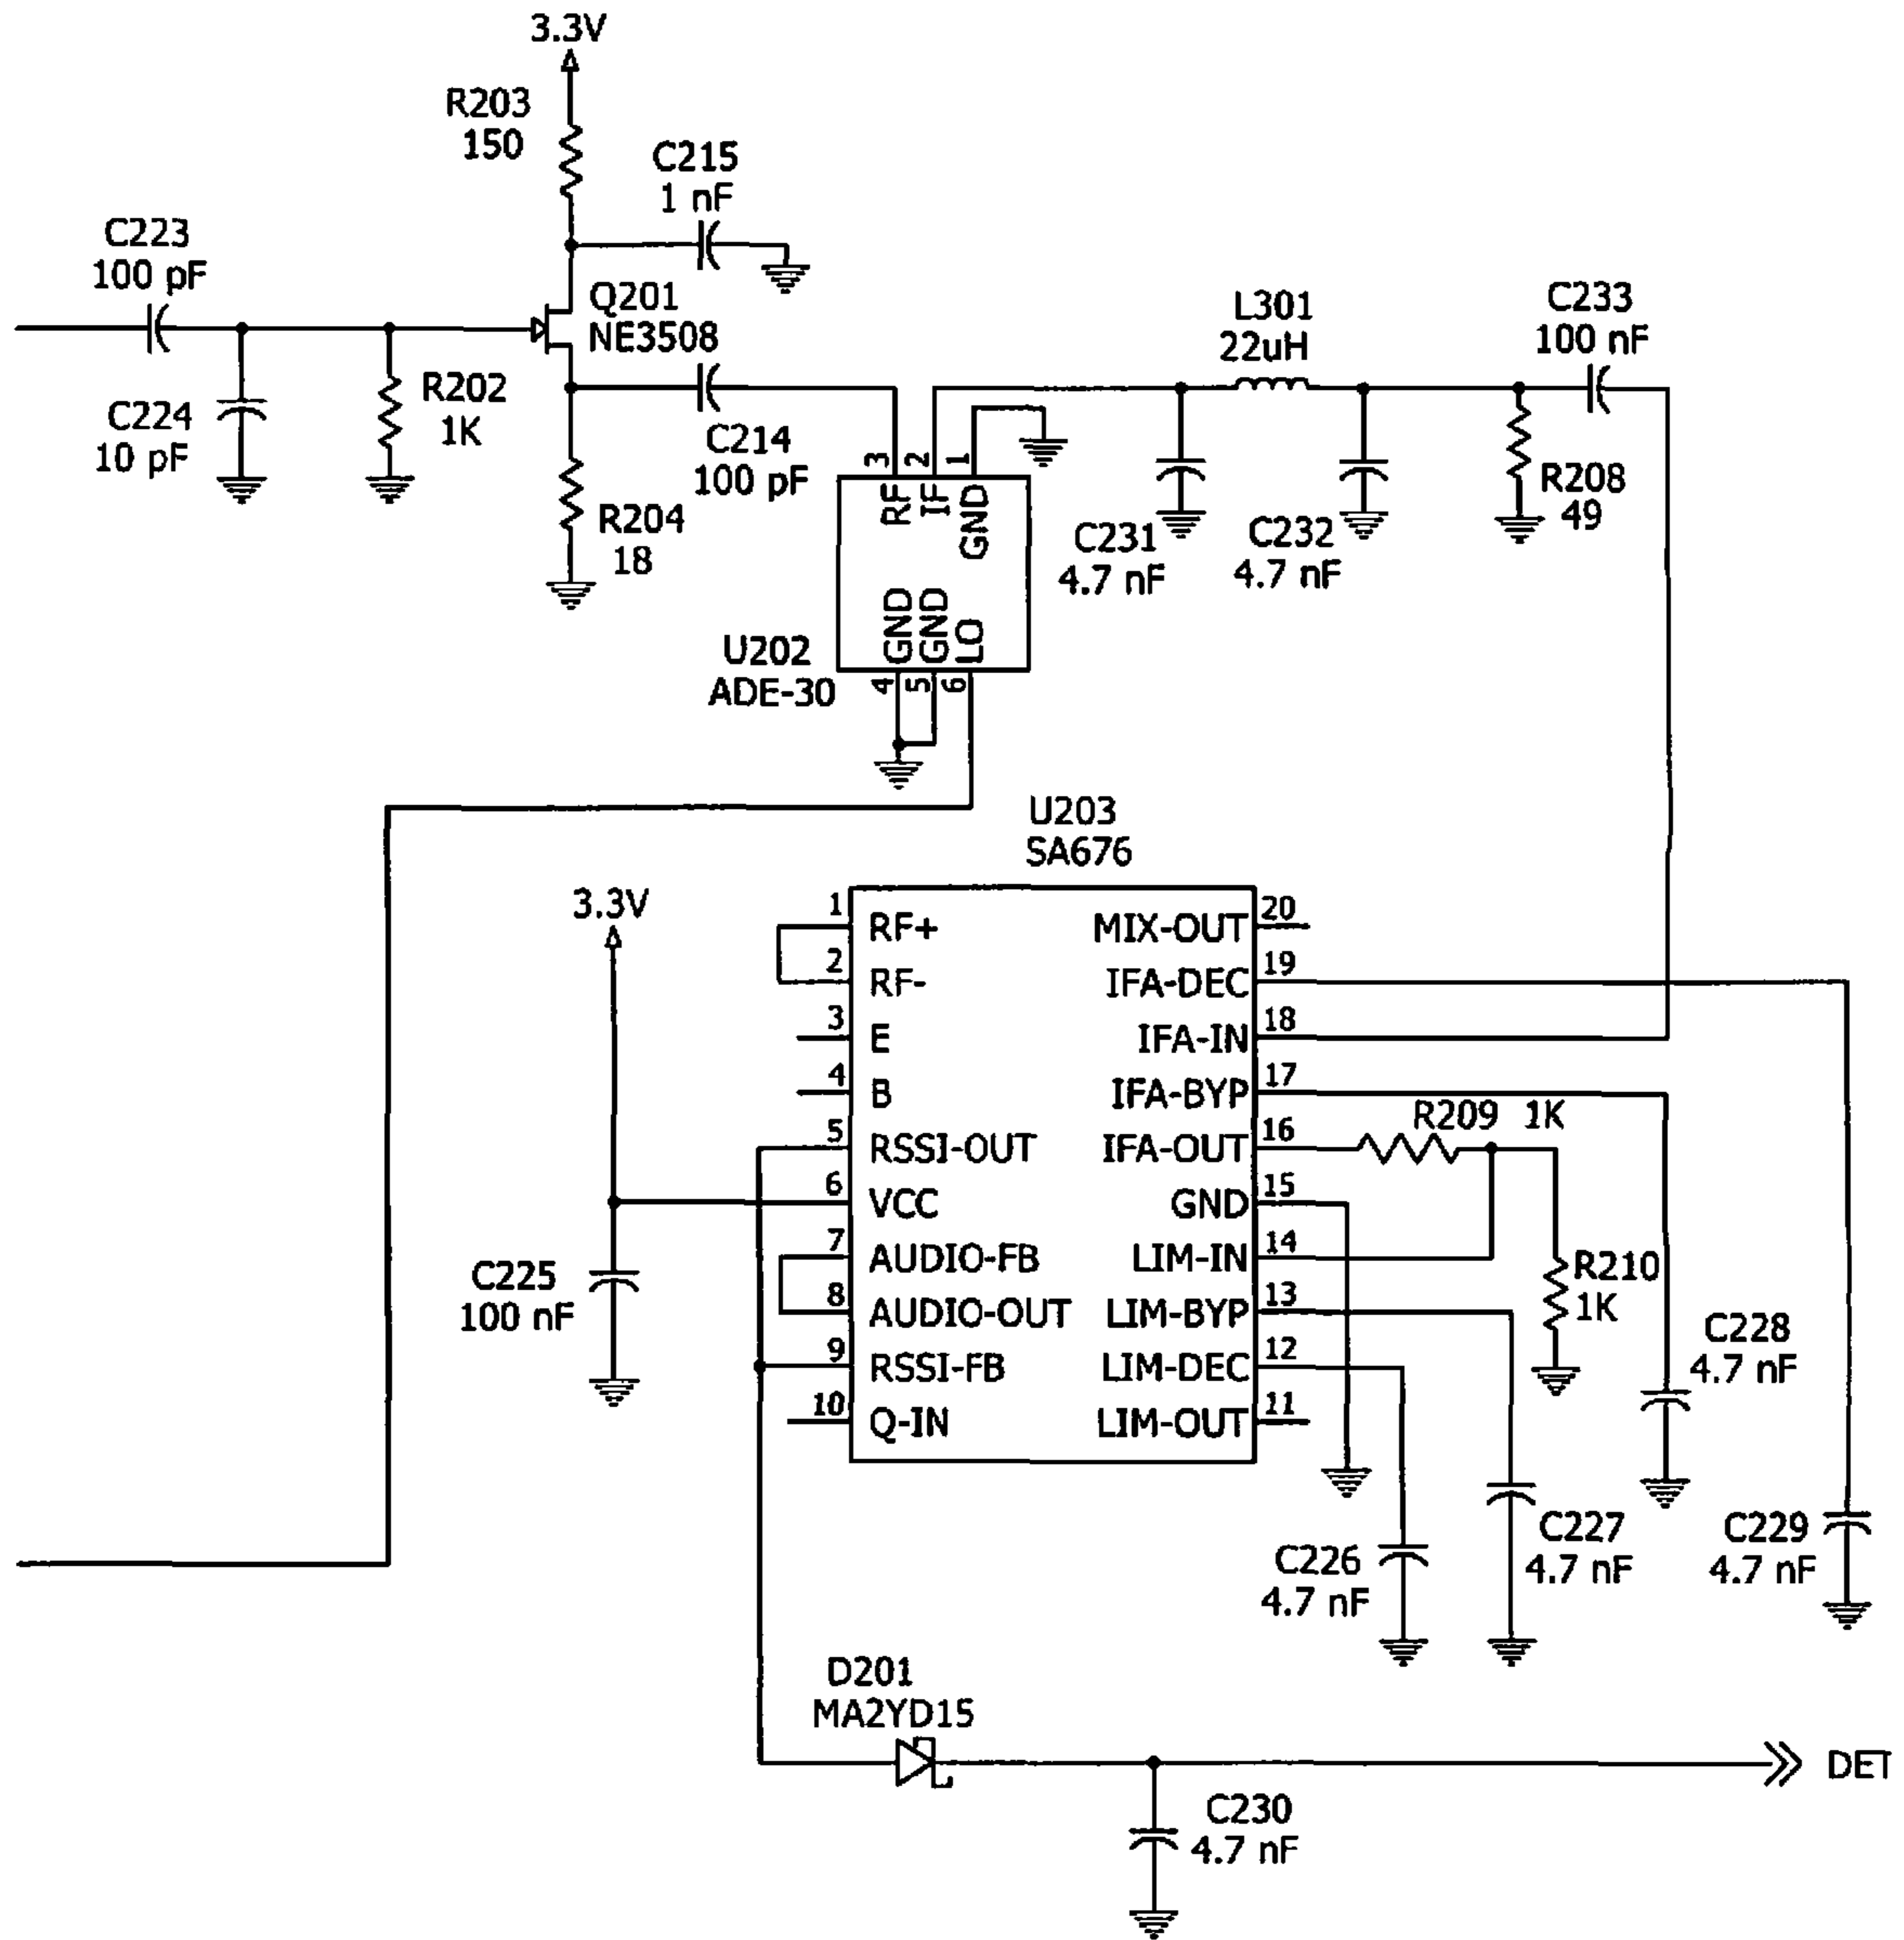 3.3V
R203
150
C215
1 nF
C223
100 pF
Q201
NE3508
C224
10 pF
R202
1K
C214
100 pF
R204
18
L301
22uH
C233
100 nF
C231
4.7 nF
C232
4.7 nF
R208
49
3
2
1
RF
IF
GND
GND
GND
LO
4
5
6
U202
ADE-30
U203
SA676
3.3V
C225
100 nF
1
RF+
2
RF-
3
E
4
B
5
RSSI-OUT
6
VCC
7
AUDIO-FB
8
AUDIO-OUT
9
RSSI-FB
10
Q-IN
MIX-OUT
20
IFA-DEC
19
IFA-IN
18
IFA-BYP
17
IFA-OUT
16
GND
15
LIM-IN
14
LIM-BYP
13
LIM-DEC
12
LIM-OUT
11
R209 1K
R210
1K
C228
4.7 nF
C227
4.7 nF
C229
4.7 nF
C226
4.7 nF
D201
MA2YD15
C230
4.7 nF
DET